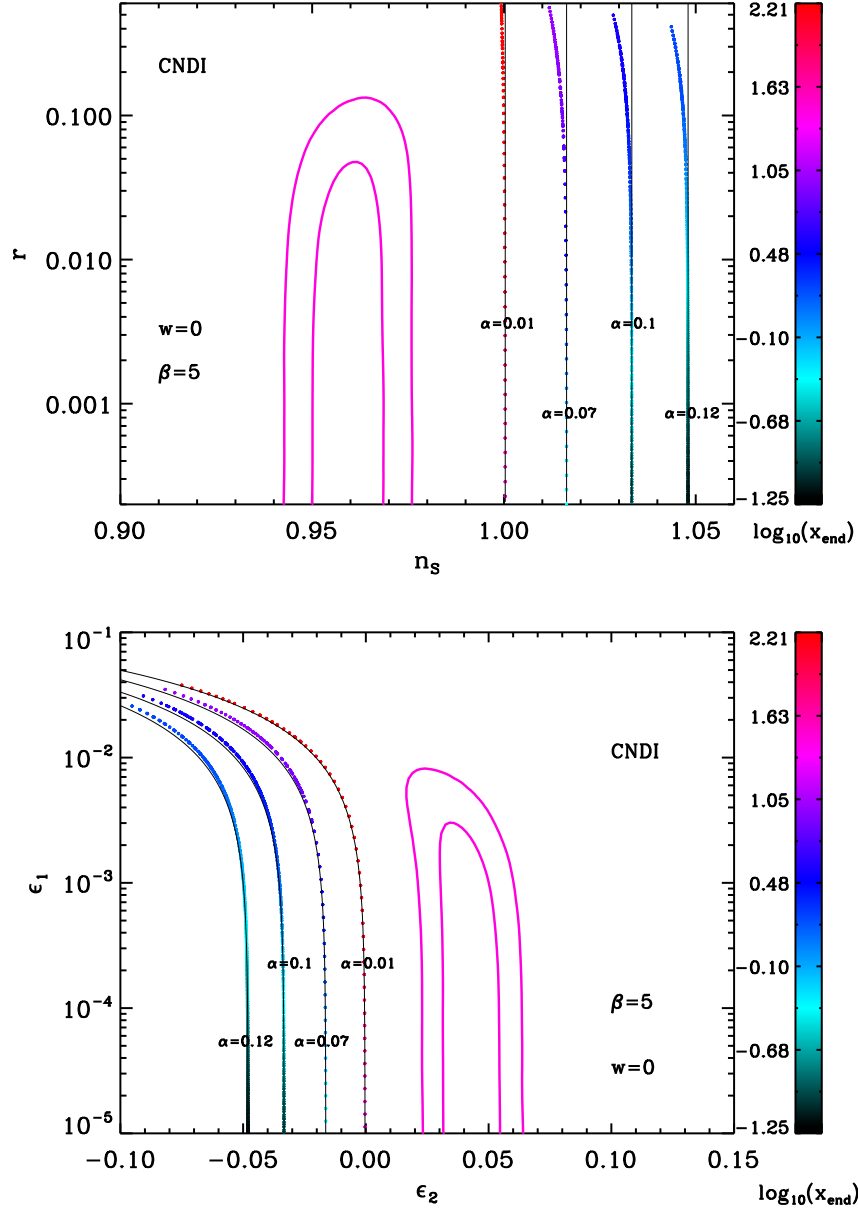 CNDI
r
0.100
0.010
0.001
w=0
β=5
α=0.01
α=0.1
α=0.07
α=0.12
0.90
0.95
1.00
1.05
n_S
2.21
1.63
1.05
0.48
−0.10
−0.68
−1.25
log₁₀(x_end)
ϵ₁
10⁻¹
10⁻²
10⁻³
10⁻⁴
10⁻⁵
CNDI
α=0.1
α=0.01
α=0.12
α=0.07
β=5
w=0
−0.10
−0.05
0.00
0.05
0.10
0.15
ϵ₂
2.21
1.63
1.05
0.48
−0.10
−0.68
−1.25
log₁₀(x_end)